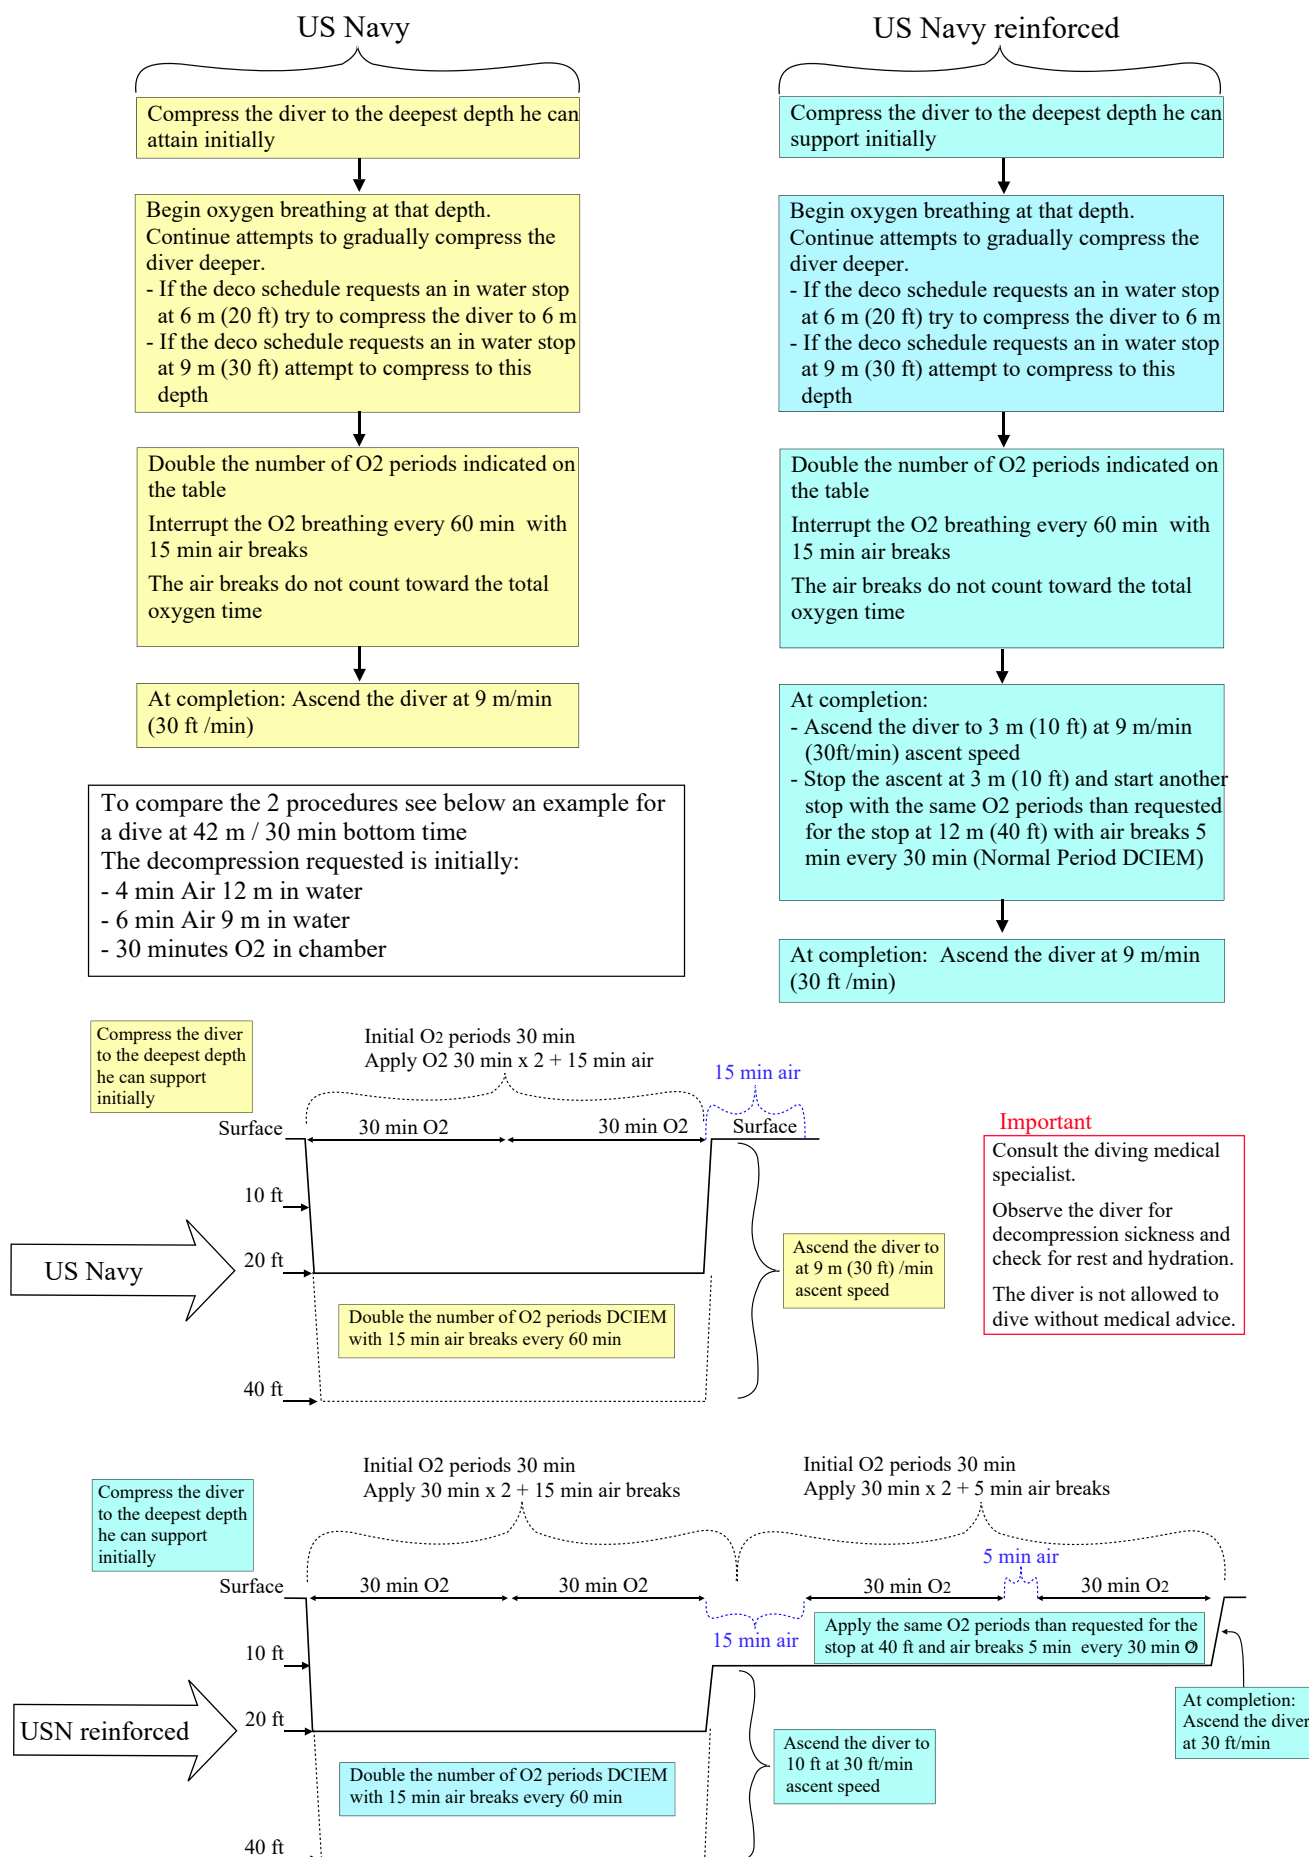 US Navy
Compress the diver to the deepest depth he can
attain initially
Begin oxygen breathing at that depth.
Continue attempts to gradually compress the
diver deeper.
- If the deco schedule requests an in water stop
at 6 m (20 ft) try to compress the diver to 6 m
- If the deco schedule requests an in water stop
at 9 m (30 ft) attempt to compress to this
depth
Double the number of O2 periods indicated on
the table
Interrupt the O2 breathing every 60 min with
15 min air breaks
The air breaks do not count toward the total
oxygen time
At completion: Ascend the diver at 9 m/min
(30 ft /min)
US Navy reinforced
Compress the diver to the deepest depth he can
support initially
Begin oxygen breathing at that depth.
Continue attempts to gradually compress the
diver deeper.
- If the deco schedule requests an in water stop
at 6 m (20 ft) try to compress the diver to 6 m
- If the deco schedule requests an in water stop
at 9 m (30 ft) attempt to compress to this
depth
Double the number of O2 periods indicated on
the table
Interrupt the O2 breathing every 60 min with
15 min air breaks
The air breaks do not count toward the total
oxygen time
At completion:
- Ascend the diver to 3 m (10 ft) at 9 m/min
(30ft/min) ascent speed
- Stop the ascent at 3 m (10 ft) and start another
stop with the same O2 periods than requested
for the stop at 12 m (40 ft) with air breaks 5
min every 30 min (Normal Period DCIEM)
At completion: Ascend the diver at 9 m/min
(30 ft /min)
To compare the 2 procedures see below an example for
a dive at 42 m / 30 min bottom time
The decompression requested is initially:
- 4 min Air 12 m in water
- 6 min Air 9 m in water
- 30 minutes O2 in chamber
Compress the diver
to the deepest depth
he can support
initially
Initial O2 periods 30 min
Apply O2 30 min x 2 + 15 min air
15 min air
Surface
30 min O2
30 min O2
Surface
10 ft
20 ft
40 ft
US Navy
Double the number of O2 periods DCIEM
with 15 min air breaks every 60 min
Ascend the diver to
at 9 m (30 ft) /min
ascent speed
Important
Consult the diving medical
specialist.
Observe the diver for
decompression sickness and
check for rest and hydration.
The diver is not allowed to
dive without medical advice.
Compress the diver
to the deepest depth
he can support
initially
Initial O2 periods 30 min
Apply 30 min x 2 + 15 min air breaks
Initial O2 periods 30 min
Apply 30 min x 2 + 5 min air breaks
5 min air
Surface
30 min O2
30 min O2
30 min O2
30 min O2
15 min air
Apply the same O2 periods than requested for the
stop at 40 ft and air breaks 5 min every 30 min O2
10 ft
20 ft
40 ft
USN reinforced
Double the number of O2 periods DCIEM
with 15 min air breaks every 60 min
Ascend the diver to
10 ft at 30 ft/min
ascent speed
At completion:
Ascend the diver
at 30 ft/min